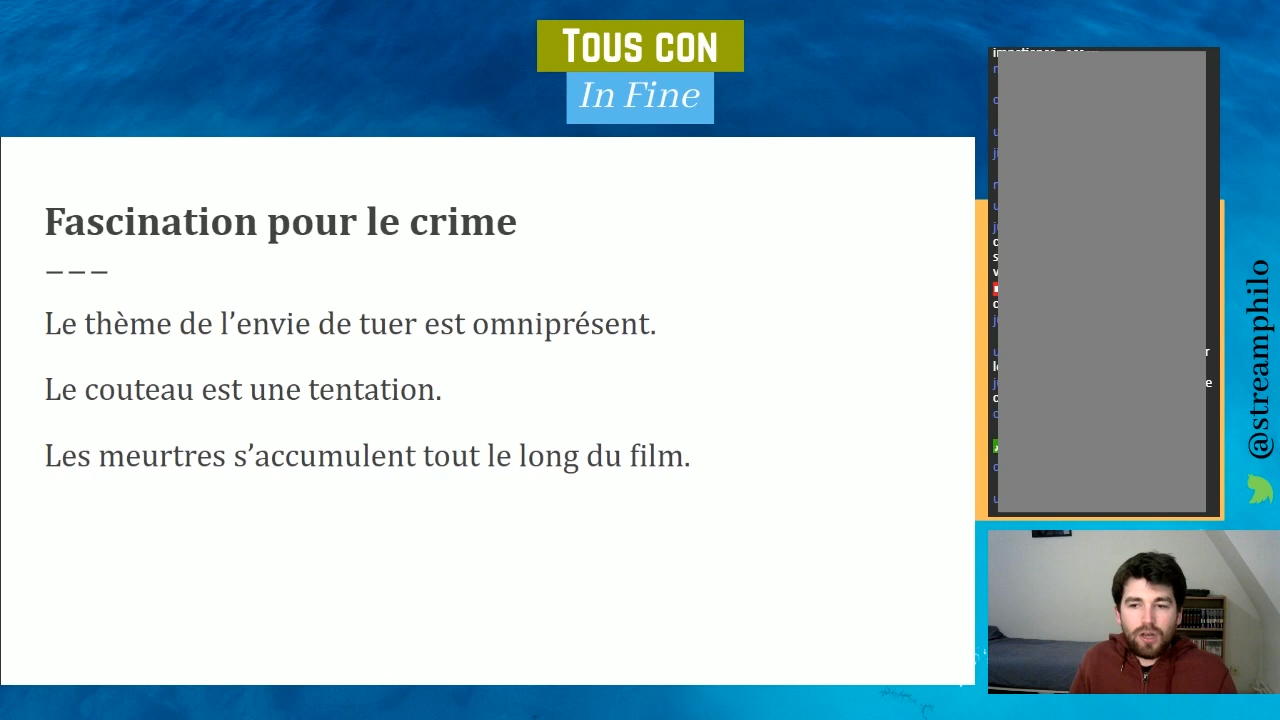 TOUS CON
In Fine
Fascination pour le crime
–––
Le thème de l’envie de tuer est omniprésent.
Le couteau est une tentation.
Les meurtres s’accumulent tout le long du film.
@streamphilo